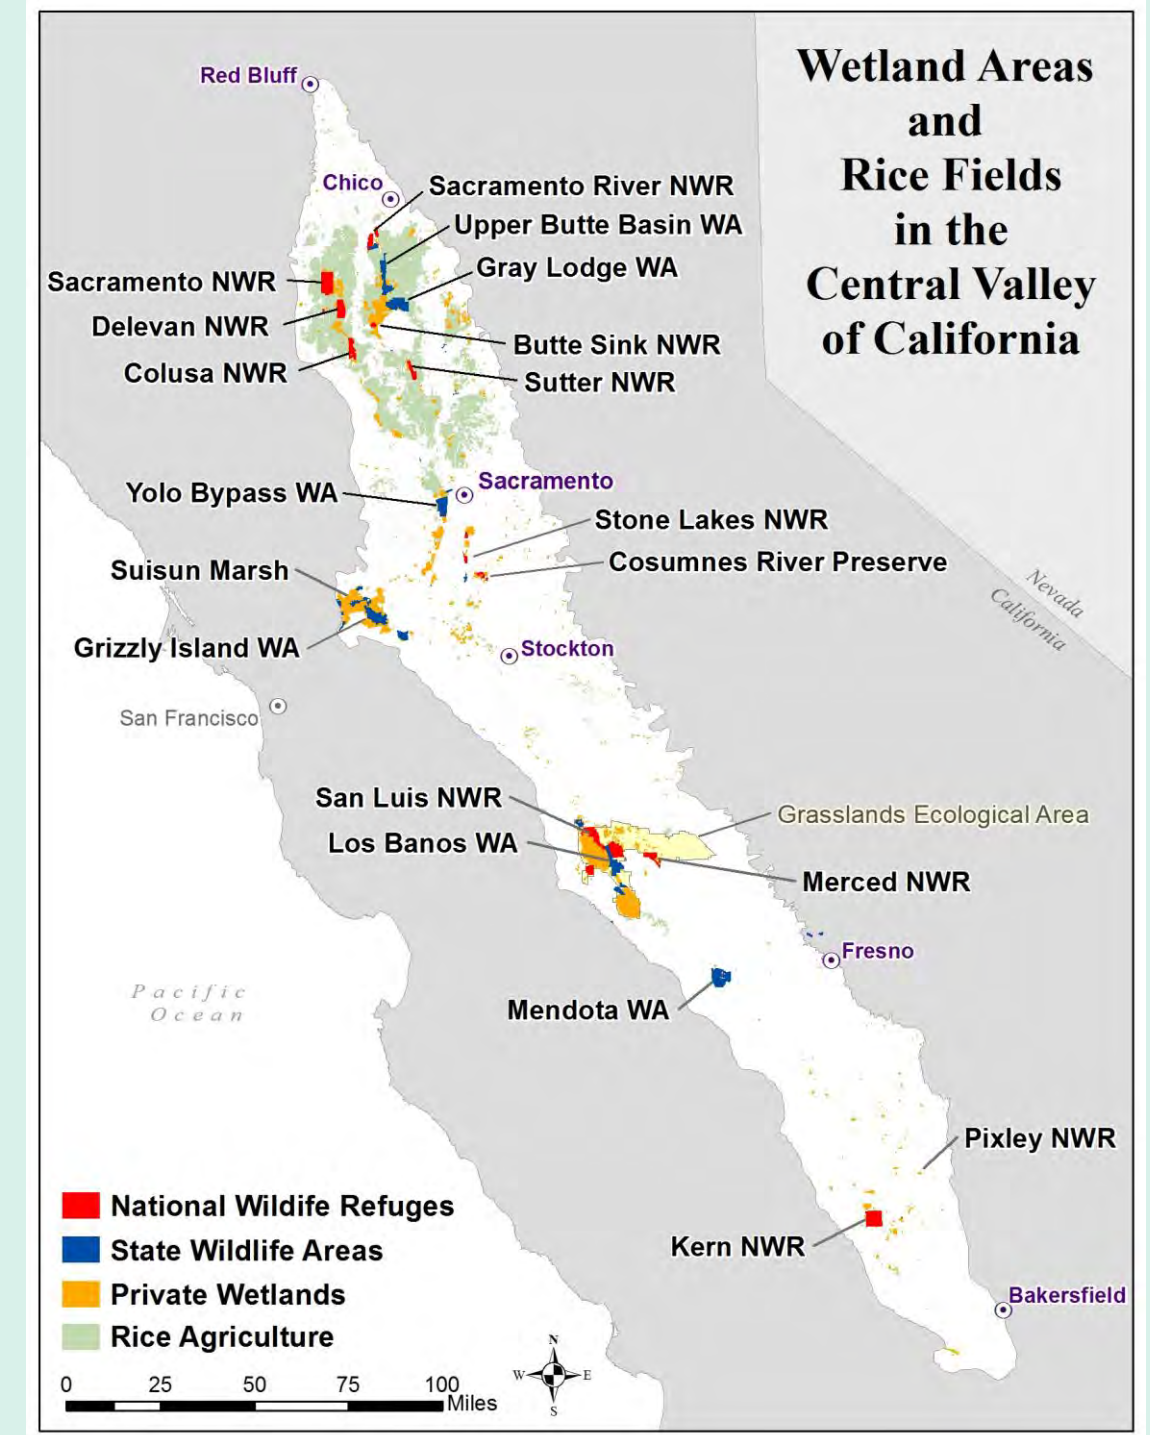 Wetland Areas
and
Rice Fields
in the
Central Valley
of California
Red Bluff
Chico
Sacramento River NWR
Upper Butte Basin WA
Gray Lodge WA
Sacramento NWR
Delevan NWR
Butte Sink NWR
Colusa NWR
Sutter NWR
Sacramento
Yolo Bypass WA
Stone Lakes NWR
Cosumnes River Preserve
Suisun Marsh
Nevada
California
Grizzly Island WA
Stockton
San Francisco
San Luis NWR
Grasslands Ecological Area
Los Banos WA
Merced NWR
Fresno
Pacific
Ocean
Mendota WA
Pixley NWR
Kern NWR
Bakersfield
National Wildife Refuges
State Wildlife Areas
Private Wetlands
Rice Agriculture
N
W E
S
0 25 50 75 100
Miles